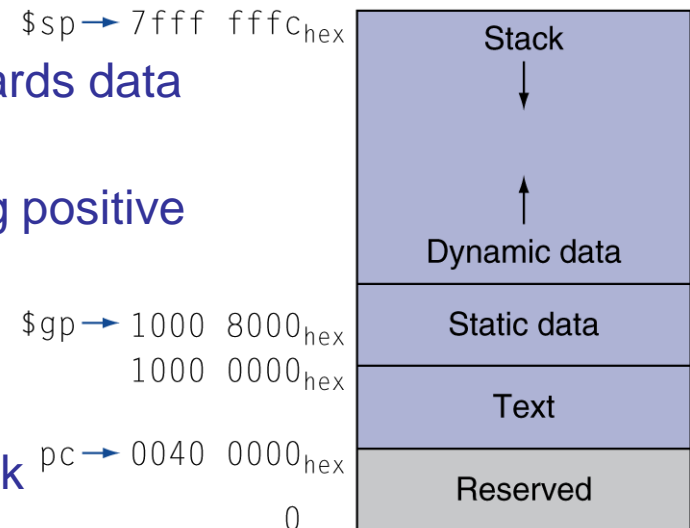 $sp → 7fff fffc hex
Stack
ards data
g positive
Dynamic data
$gp → 1000 8000 hex
Static data
1000 0000 hex
Text
k
pc → 0040 0000 hex
Reserved
0